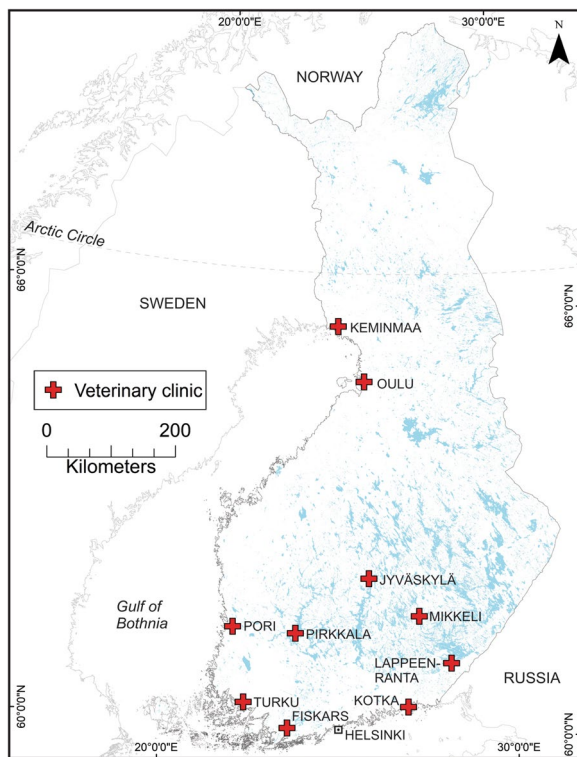 20°0'0"E
30°0'0"E
NORWAY
Arctic Circle
66°0'0"N
66°0'0"N
SWEDEN
KEMINMAA
Veterinary clinic
OULU
0
200
Kilometers
JYVÄSKYLÄ
Gulf of
Bothnia
PORI
PIRKKALA
MIKKELI
LAPPEEN-
RANTA
RUSSIA
TURKU
KOTKA
FISKARS
HELSINKI
60°0'0"N
60°0'0"N
20°0'0"E
30°0'0"E